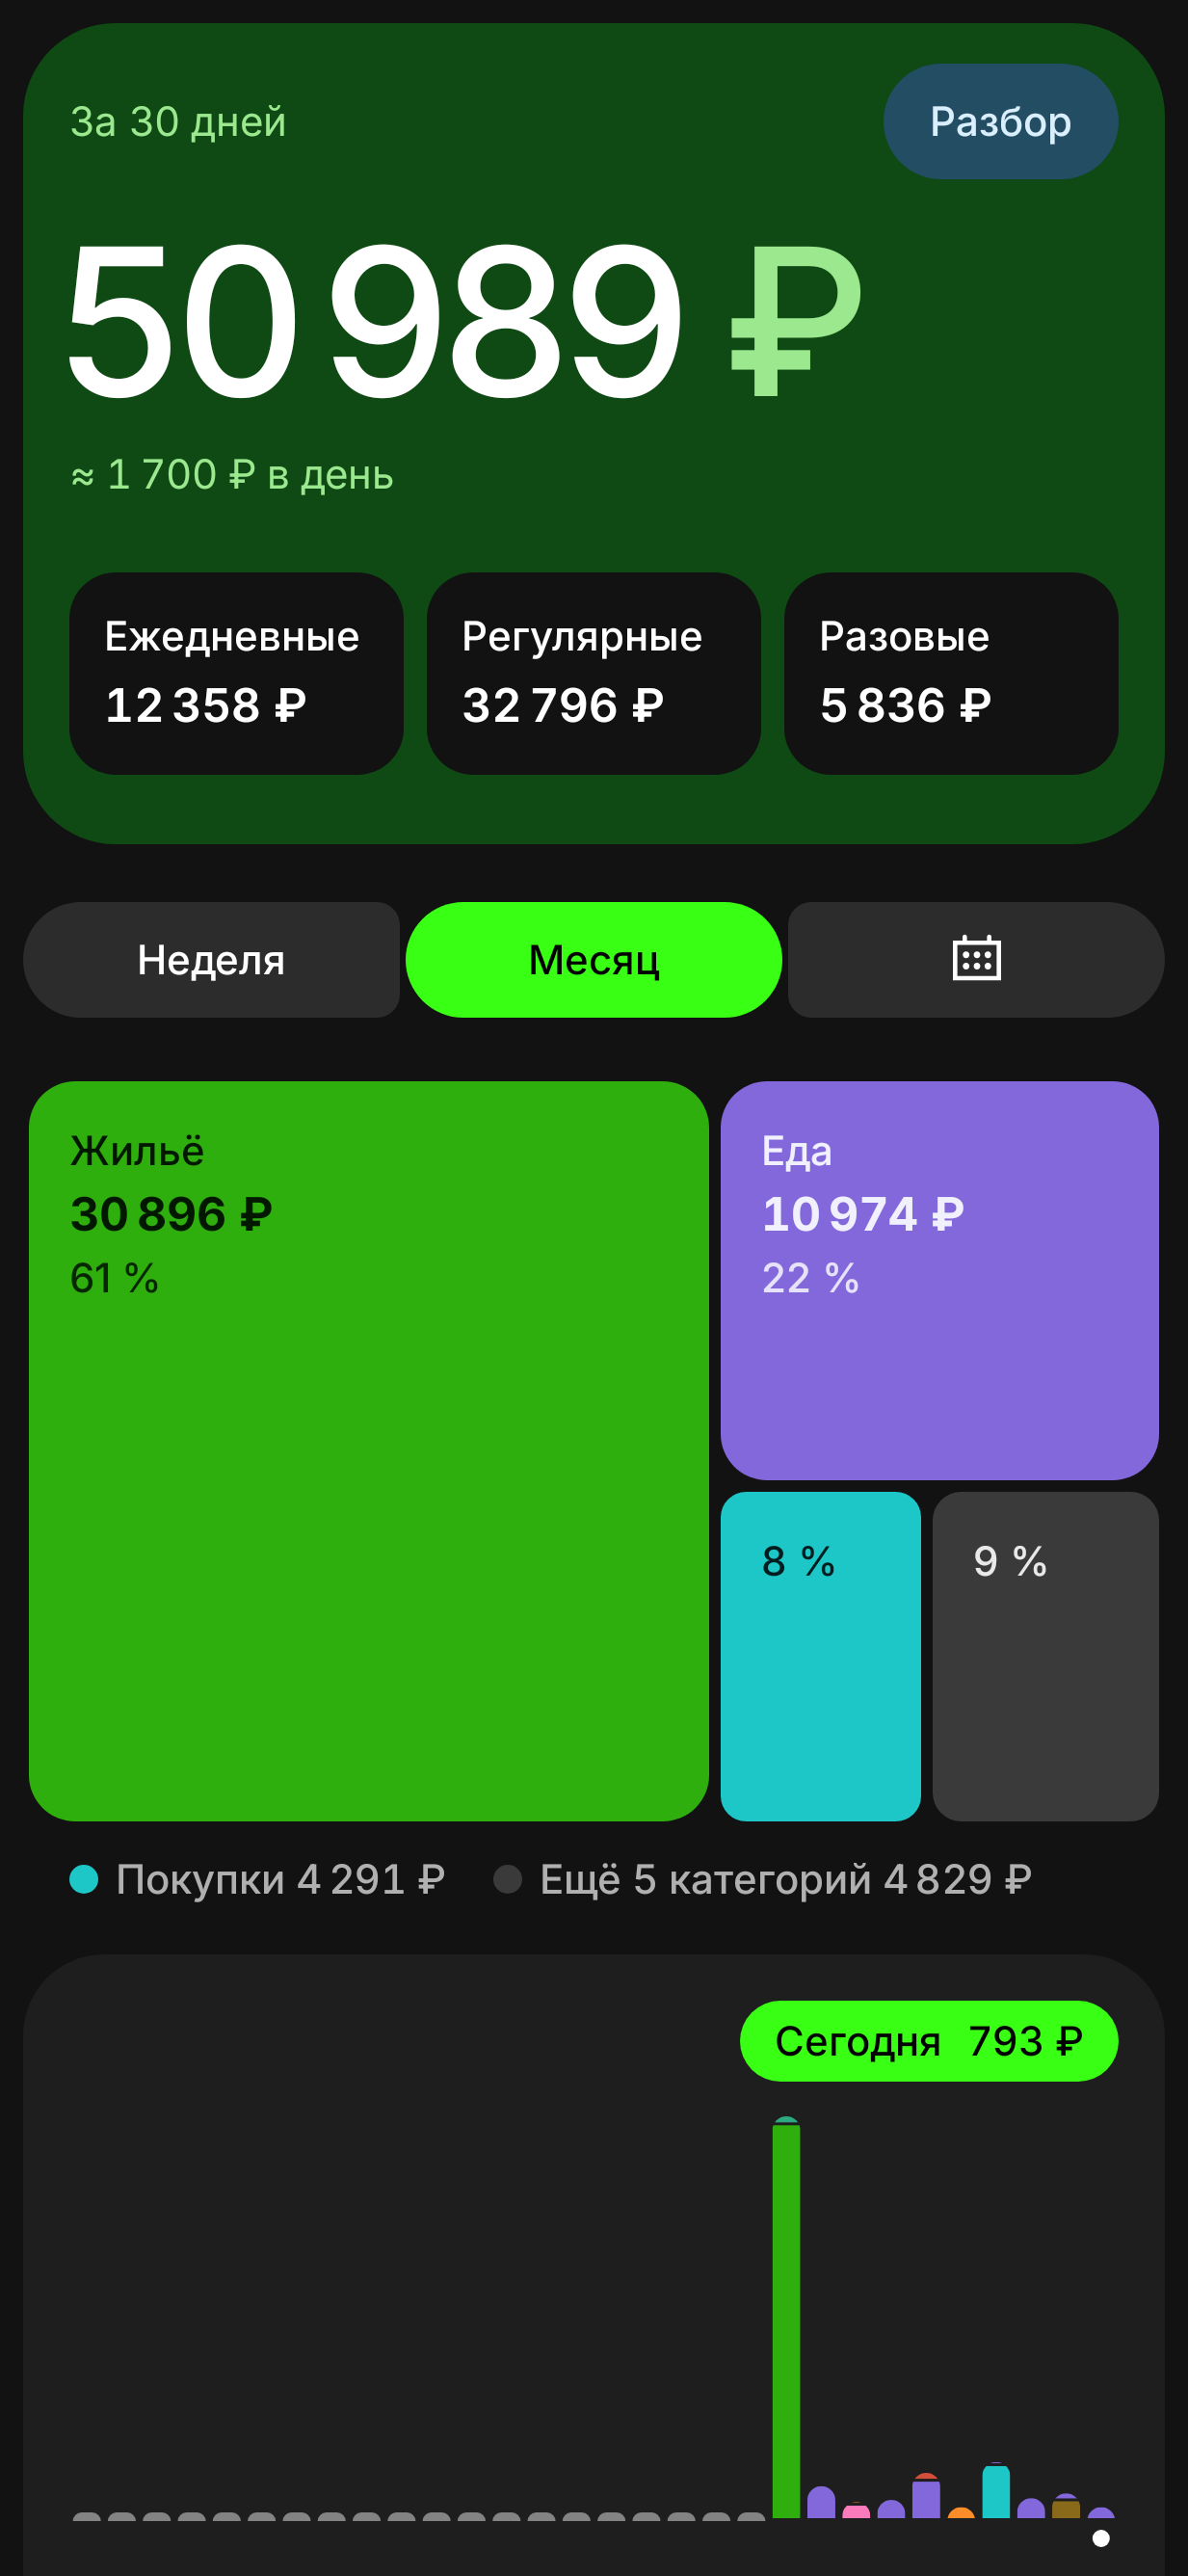 За 30 дней
Разбор
50 989 ₽
≈ 1 700 ₽ в день
Ежедневные
12 358 ₽
Регулярные
32 796 ₽
Разовые
5 836 ₽
Неделя
Месяц
Жильё
30 896 ₽
61 %
Еда
10 974 ₽
22 %
8 %
9 %
Покупки 4 291 ₽
Ещё 5 категорий 4 829 ₽
Сегодня 793 ₽